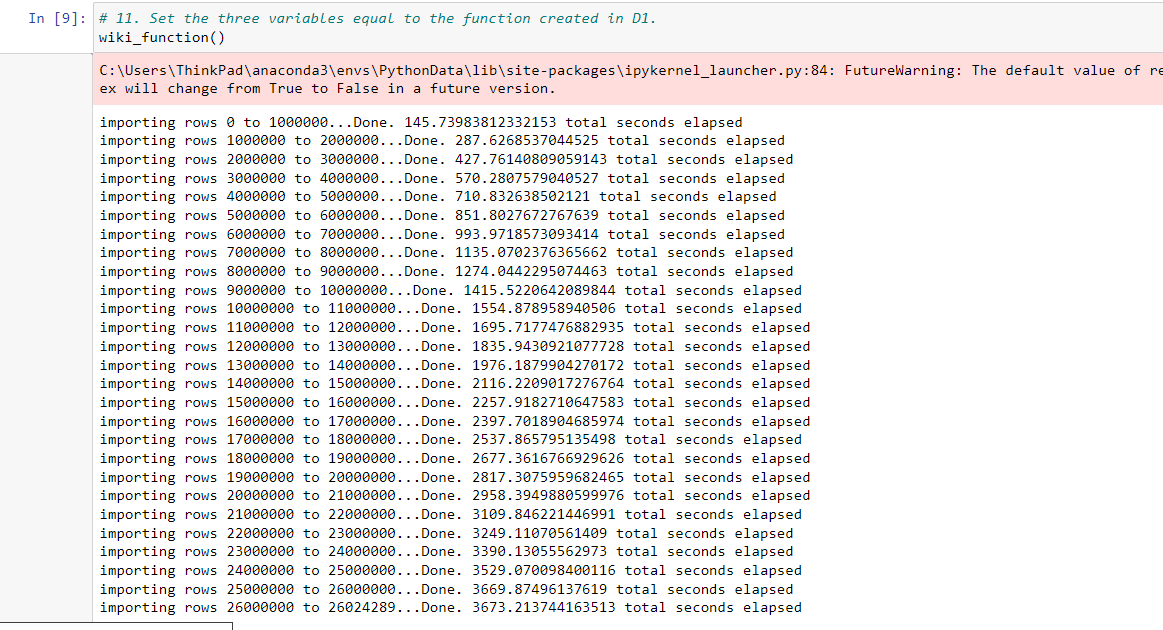 In [9]: # 11. Set the three variables equal to the function created in D1.
wiki_function()
C:\Users\ThinkPad\anaconda3\envs\PythonData\lib\site-packages\ipykernel_launcher.py:84: FutureWarning: The default value of re
ex will change from True to False in a future version.
importing rows 0 to 1000000...Done. 145.73983812332153 total seconds elapsed
importing rows 1000000 to 2000000...Done. 287.6268537044525 total seconds elapsed
importing rows 2000000 to 3000000...Done. 427.76140809059143 total seconds elapsed
importing rows 3000000 to 4000000...Done. 570.2807579040527 total seconds elapsed
importing rows 4000000 to 5000000...Done. 710.832638502121 total seconds elapsed
importing rows 5000000 to 6000000...Done. 851.8027672767639 total seconds elapsed
importing rows 6000000 to 7000000...Done. 993.9718573093414 total seconds elapsed
importing rows 7000000 to 8000000...Done. 1135.0702376365662 total seconds elapsed
importing rows 8000000 to 9000000...Done. 1274.0442295074463 total seconds elapsed
importing rows 9000000 to 10000000...Done. 1415.5220642089844 total seconds elapsed
importing rows 10000000 to 11000000...Done. 1554.878958940506 total seconds elapsed
importing rows 11000000 to 12000000...Done. 1695.7177476882935 total seconds elapsed
importing rows 12000000 to 13000000...Done. 1835.9430921077728 total seconds elapsed
importing rows 13000000 to 14000000...Done. 1976.1879904270172 total seconds elapsed
importing rows 14000000 to 15000000...Done. 2116.2209017276764 total seconds elapsed
importing rows 15000000 to 16000000...Done. 2257.9182710647583 total seconds elapsed
importing rows 16000000 to 17000000...Done. 2397.7018904685974 total seconds elapsed
importing rows 17000000 to 18000000...Done. 2537.865795135498 total seconds elapsed
importing rows 18000000 to 19000000...Done. 2677.3616766929626 total seconds elapsed
importing rows 19000000 to 20000000...Done. 2817.3075959682465 total seconds elapsed
importing rows 20000000 to 21000000...Done. 2958.3949880599976 total seconds elapsed
importing rows 21000000 to 22000000...Done. 3109.846221446991 total seconds elapsed
importing rows 22000000 to 23000000...Done. 3249.11070561409 total seconds elapsed
importing rows 23000000 to 24000000...Done. 3390.13055562973 total seconds elapsed
importing rows 24000000 to 25000000...Done. 3529.070098400116 total seconds elapsed
importing rows 25000000 to 26000000...Done. 3669.87496137619 total seconds elapsed
importing rows 26000000 to 26024289...Done. 3673.213744163513 total seconds elapsed